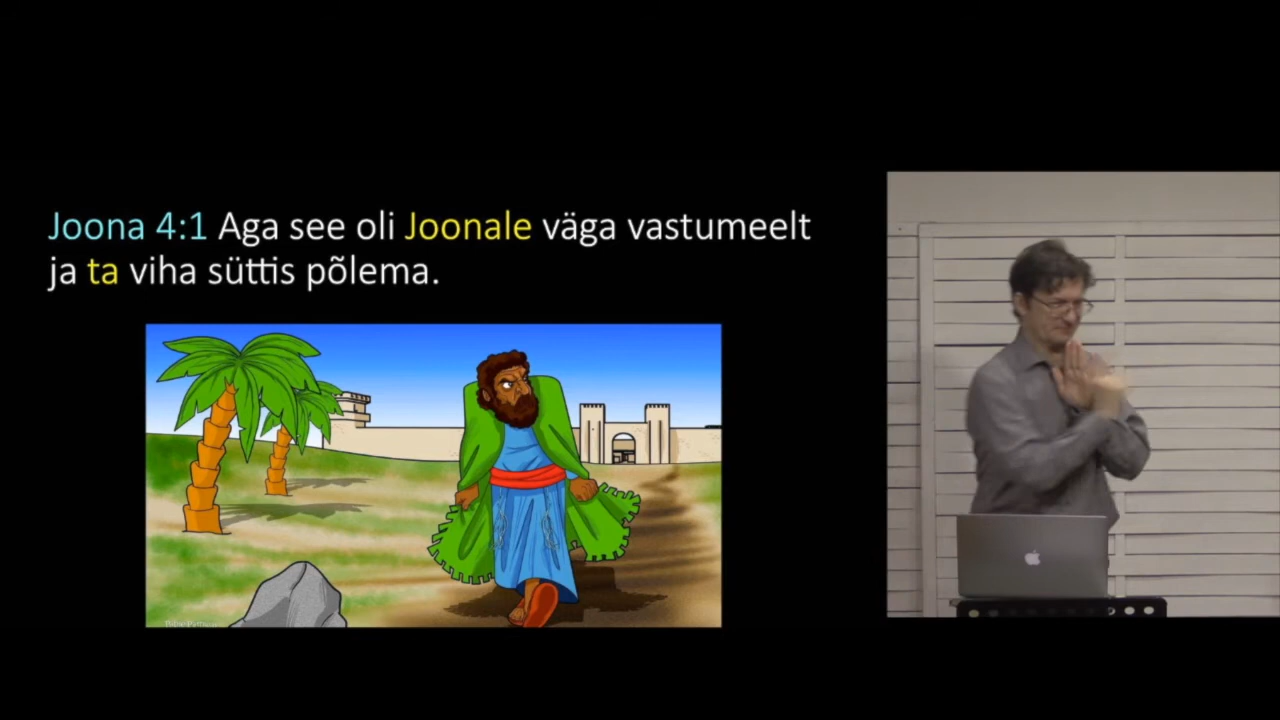 Joona 4:1 Aga see oli Joonale väga vastumeelt
ja ta viha süttis põlema.